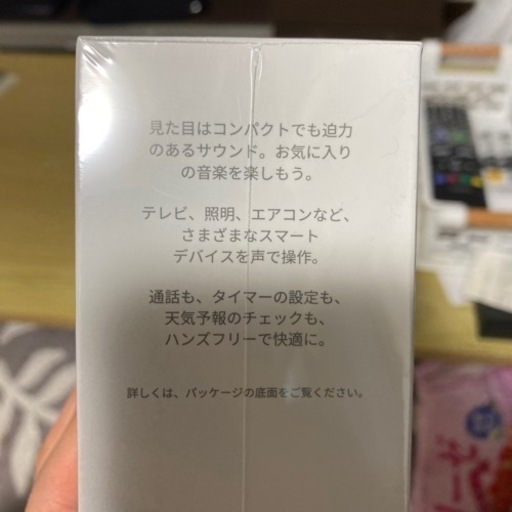 見た目はコンパクトでも迫力
のあるサウンド。お気に入り
の音楽を楽しもう。
テレビ、照明、エアコンなど、
さまざまなスマート
デバイスを声で操作。
通話も、タイマーの設定も、
天気予報のチェックも、
ハンズフリーで快適に。
詳しくは、パッケージの底面をご覧ください。